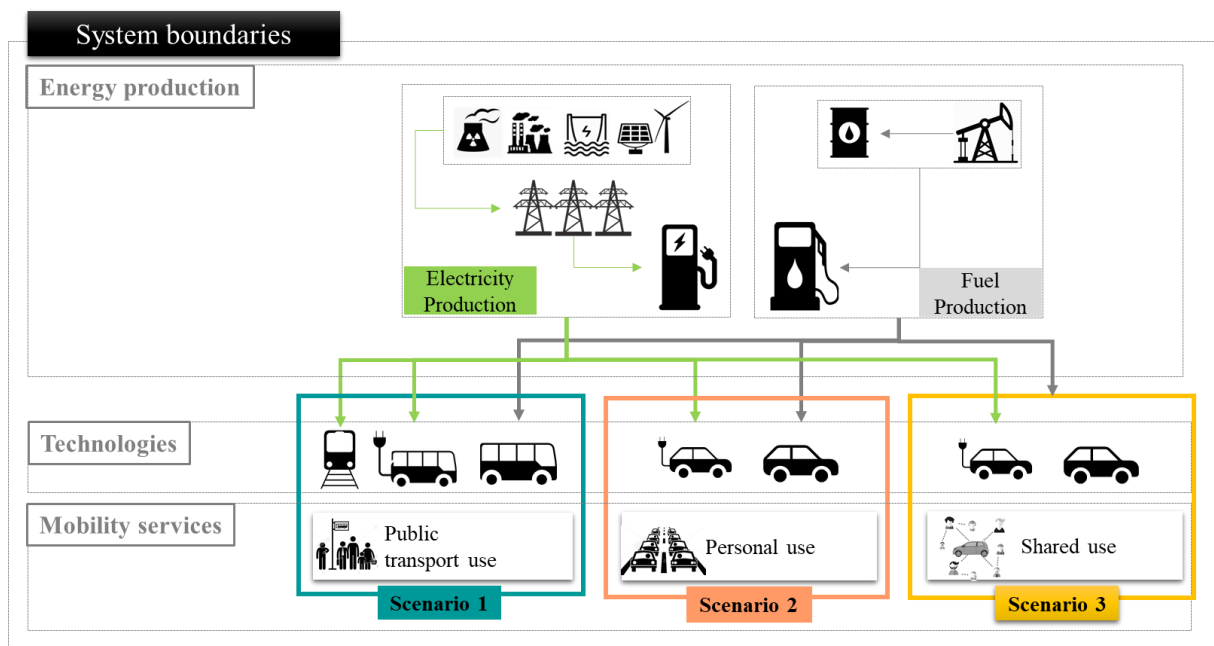 System boundaries
Energy production
Electricity
Production
Fuel
Production
Technologies
Mobility services
Public
transport use
Personal use
Shared use
Scenario 1
Scenario 2
Scenario 3